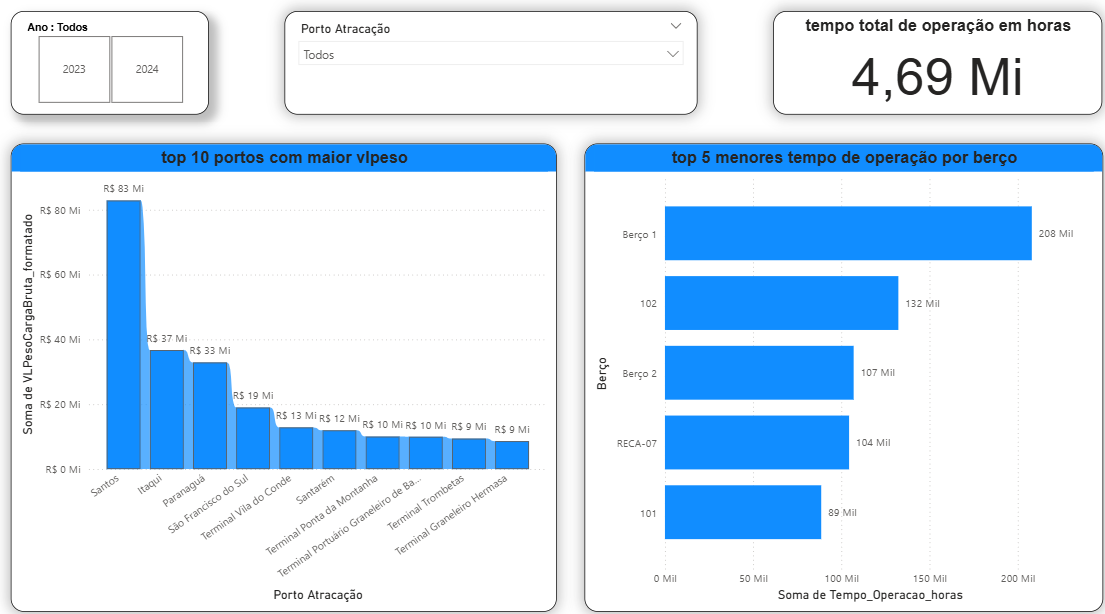 Ano : Todos
2023
2024
Porto Atracação
Todos
tempo total de operação em horas
4,69 Mi
top 10 portos com maior vlpeso
Soma de VLPesoCargaBruta_formatado
R$ 80 Mi
R$ 60 Mi
R$ 40 Mi
R$ 20 Mi
R$ 0 Mi
R$ 83 Mi
R$ 37 Mi
R$ 33 Mi
R$ 19 Mi
R$ 13 Mi
R$ 12 Mi
R$ 10 Mi
R$ 10 Mi
R$ 9 Mi
R$ 9 Mi
Santos
Itaqui
Paranaguá
São Francisco do Sul
Terminal Vila do Conde
Santarém
Terminal Ponta da Montanha
Terminal Portuário Graneleiro de Ba...
Terminal Trombetas
Terminal Graneleiro Hermasa
Porto Atracação
top 5 menores tempo de operação por berço
Berço
Berço 1
208 Mil
102
132 Mil
Berço 2
107 Mil
RECA-07
104 Mil
101
89 Mil
0 Mil
50 Mil
100 Mil
150 Mil
200 Mil
Soma de Tempo_Operacao_horas